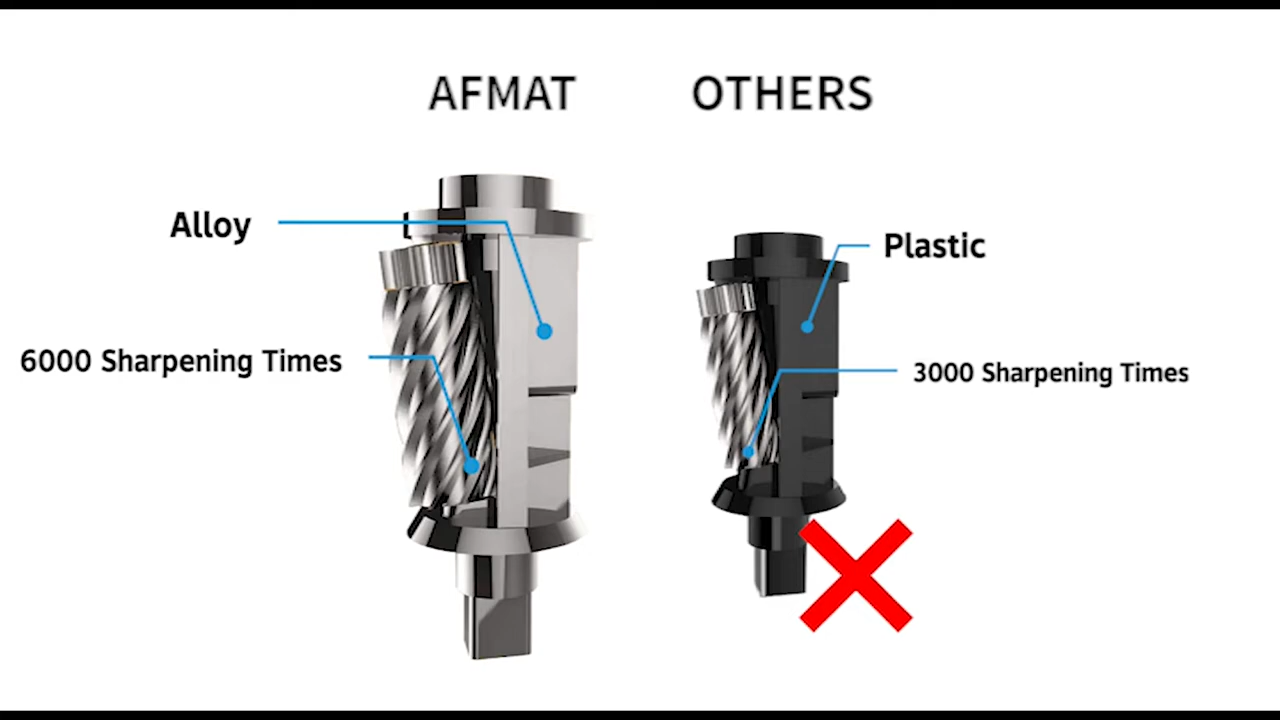 AFMAT
OTHERS
Alloy
Plastic
6000 Sharpening Times
3000 Sharpening Times